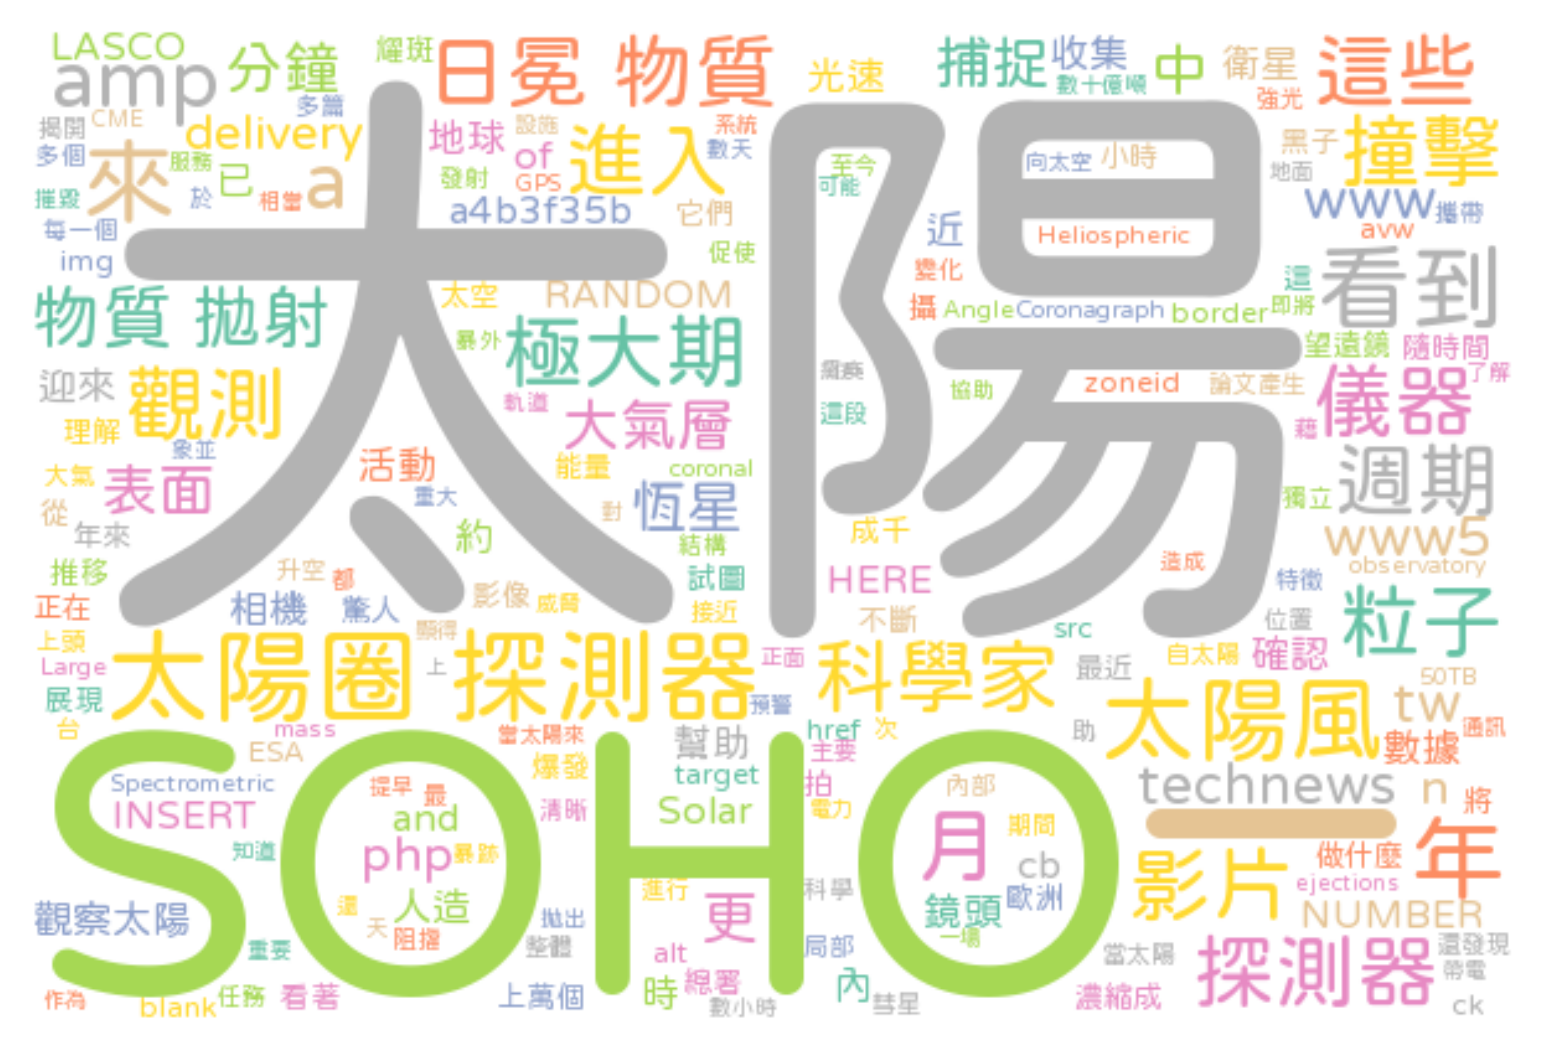 LASCO
amp
分鐘
耀斑
日冕 物質
光速
捕捉
收集
中
衛星
這些
數十億噸
強光
多篇
CME
揭開
delivery
地球
設施
系統
多個
來
服務
已
a
of
進入
數天
至今
向太空
小時
黑子
地面
撞擊
摧毀
於
相當
發射
GPS
可能
www
攜帶
每一個
a4b3f35b
它們
近
Heliospheric
avw
img
促使
太陽
變化
這
看到
物質 拋射
太空
RANDOM
攝
Angle
Coronagraph
border
即將
暴外
極大期
望遠鏡
隨時間
迎來
觀測
軌道
大氣層
這段
協助
zoneid
論文產生
儀器
了解
理解
象並
藉
大氣
表面
活動
能量
coronal
週期
從
重大
恆星
獨立
年來
約
對
結構
成千
www5
推移
升空
都
試圖
HERE
造成
特徵
observatory
正在
相機
驚人
影像
威脅
接近
不斷
位置
粒子
上頭
顯得
src
Large
太陽圈 探測器
上
正面
科學家
最近
自太陽
確認
展現
預警
50TB
台
mass
當太陽來
幫助
href
次
助
太陽風
tw
通訊
ESA
主要
數據
SOHO
Spectrometric
提早
最
爆發
target
拍
內部
technews
n
將
INSERT
and
清晰
Solar
電力
月
期間
_
知道
php
暴跡
cb
做什麼
年
進行
科學
影片
ejections
觀察太陽
還
人造
拋出
更
鏡頭
歐洲
NUMBER
天
阻擋
一場
重要
整體
alt
局部
當太陽
探測器
還發現
帶電
作為
blank
任務
看著
上萬個
時
總署
數小時
內
彗星
濃縮成
ck